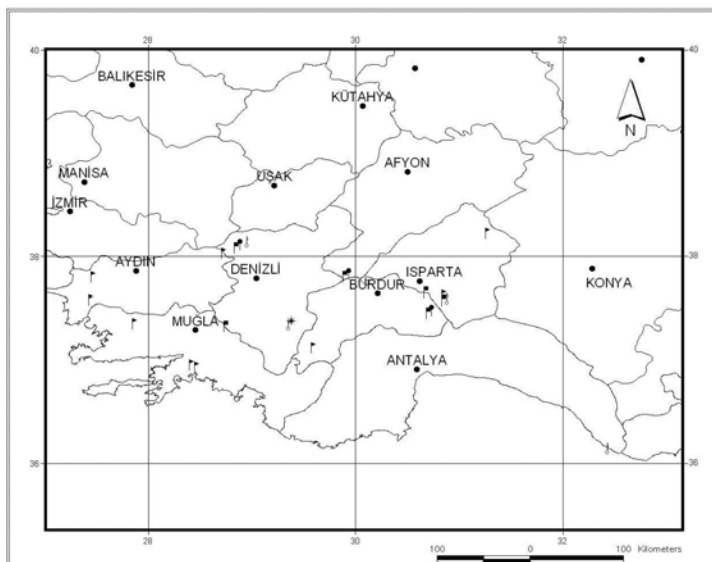 28 30 32
40 40
BALIKESİR
KÜTAHYA
N
AFYON
MANİSA
UŞAK
İZMİR
38 38
AYDIN
DENİZLİ
ISPARTA
BURDUR
KONYA
MUĞLA
ANTALYA
36 36
28 30 32
100 0 100 Kilometers